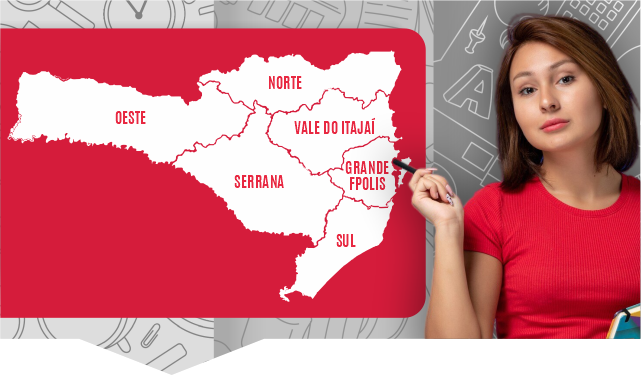 NORTE
OESTE
VALE DO ITAJAÍ
GRANDE
FPOLIS
SERRANA
SUL
A